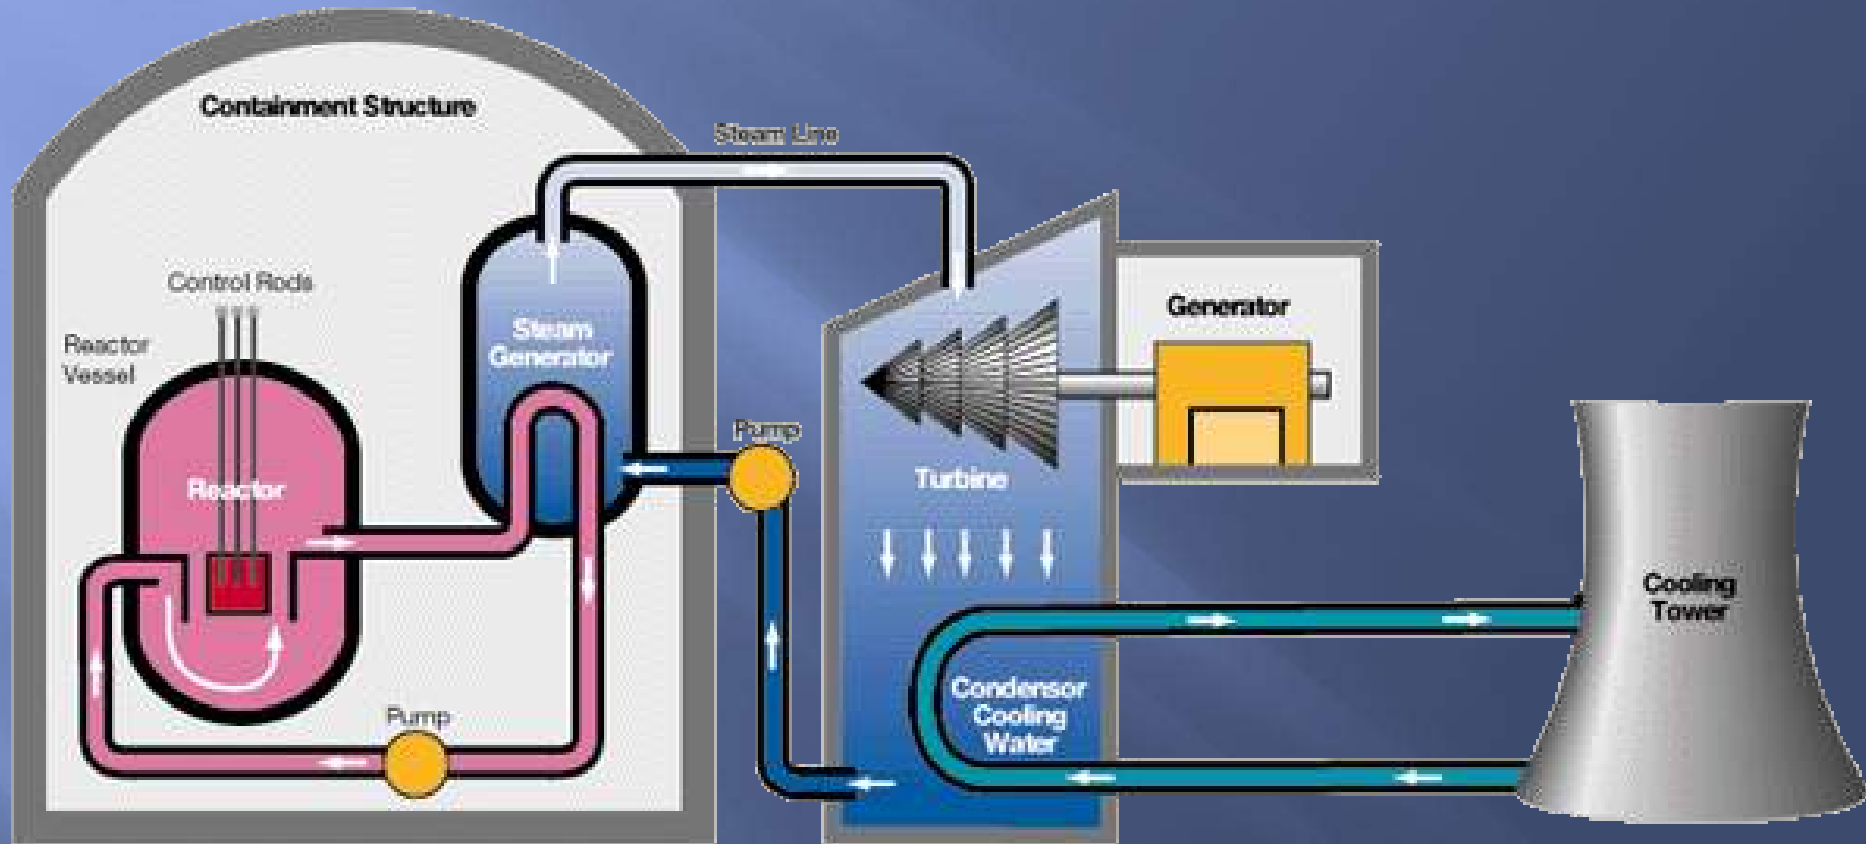 Containment Structure
Steam Line
Control Rods
Reactor
Vessel
Steam
Generator
Generator
Pump
Reactor
Turbine
Cooling
Tower
Condensor
Cooling
Water
Pump